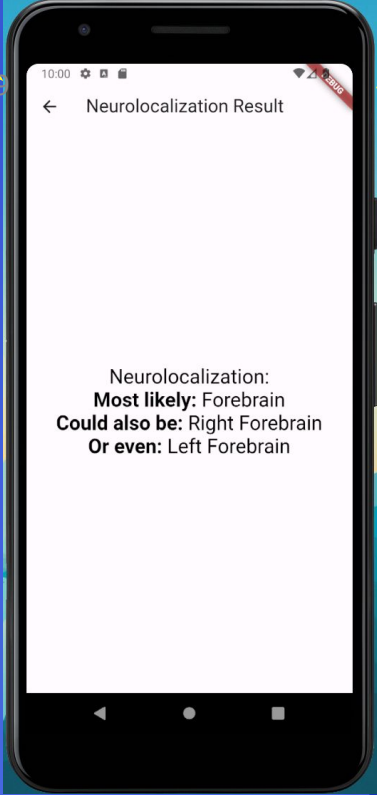 10:00
DEBUG
Neurolocalization Result
Neurolocalization:
Most likely: Forebrain
Could also be: Right Forebrain
Or even: Left Forebrain